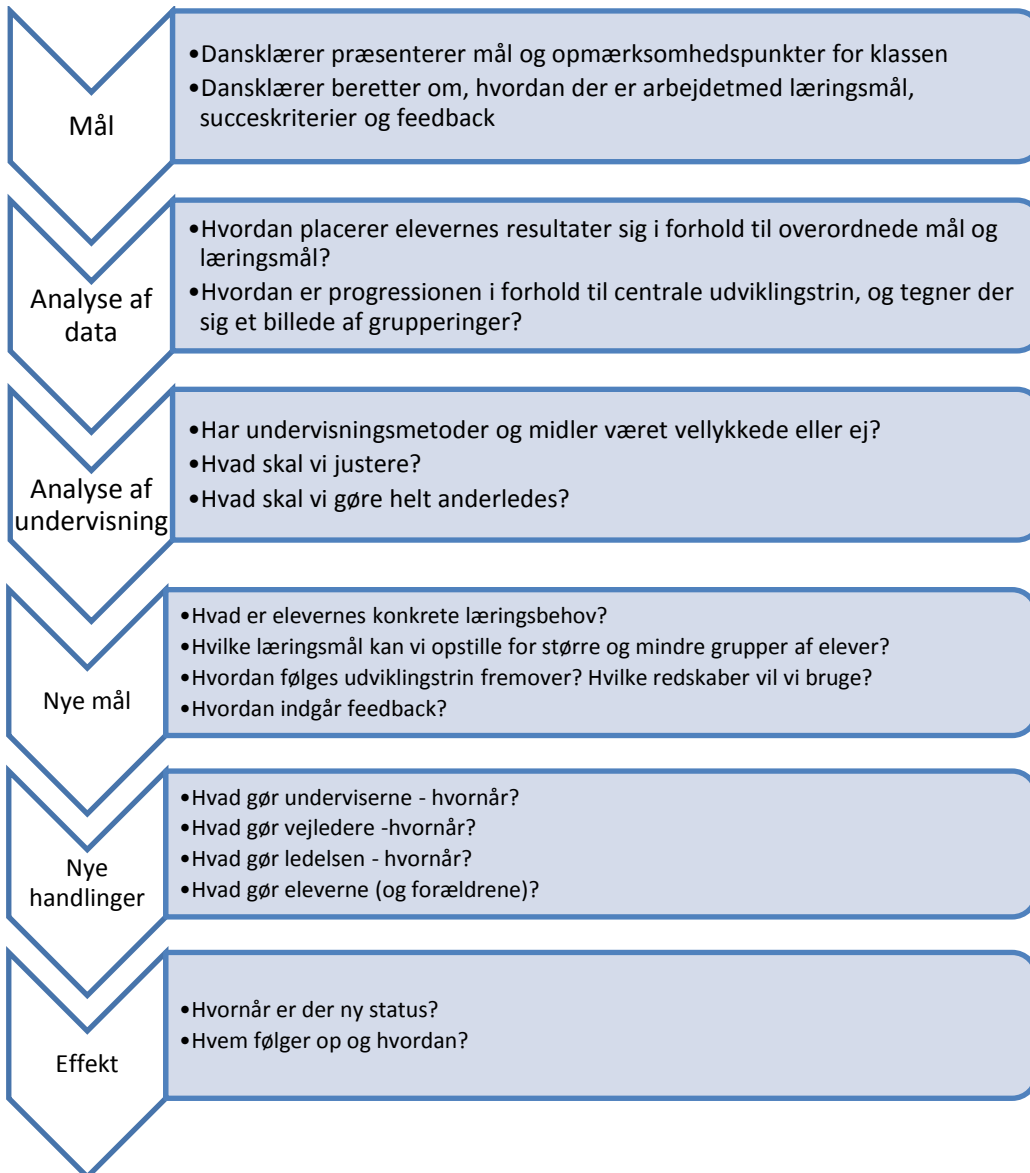 Mål
•Dansklærer præsenterer mål og opmærksomhedspunkter for klassen
•Dansklærer beretter om, hvordan der er arbejdetmed læringsmål,
succeskriterier og feedback
Analyse af
data
•Hvordan placerer elevernes resultater sig i forhold til overordnede mål og
læringsmål?
•Hvordan er progressionen i forhold til centrale udviklingstrin, og tegner der
sig et billede af grupperinger?
Analyse af
undervisning
•Har undervisningsmetoder og midler været vellykkede eller ej?
•Hvad skal vi justere?
•Hvad skal vi gøre helt anderledes?
Nye mål
•Hvad er elevernes konkrete læringsbehov?
•Hvilke læringsmål kan vi opstille for større og mindre grupper af elever?
•Hvordan følges udviklingstrin fremover? Hvilke redskaber vil vi bruge?
•Hvordan indgår feedback?
Nye
handlinger
•Hvad gør underviserne - hvornår?
•Hvad gør vejledere -hvornår?
•Hvad gør ledelsen - hvornår?
•Hvad gør eleverne (og forældrene)?
Effekt
•Hvornår er der ny status?
•Hvem følger op og hvordan?